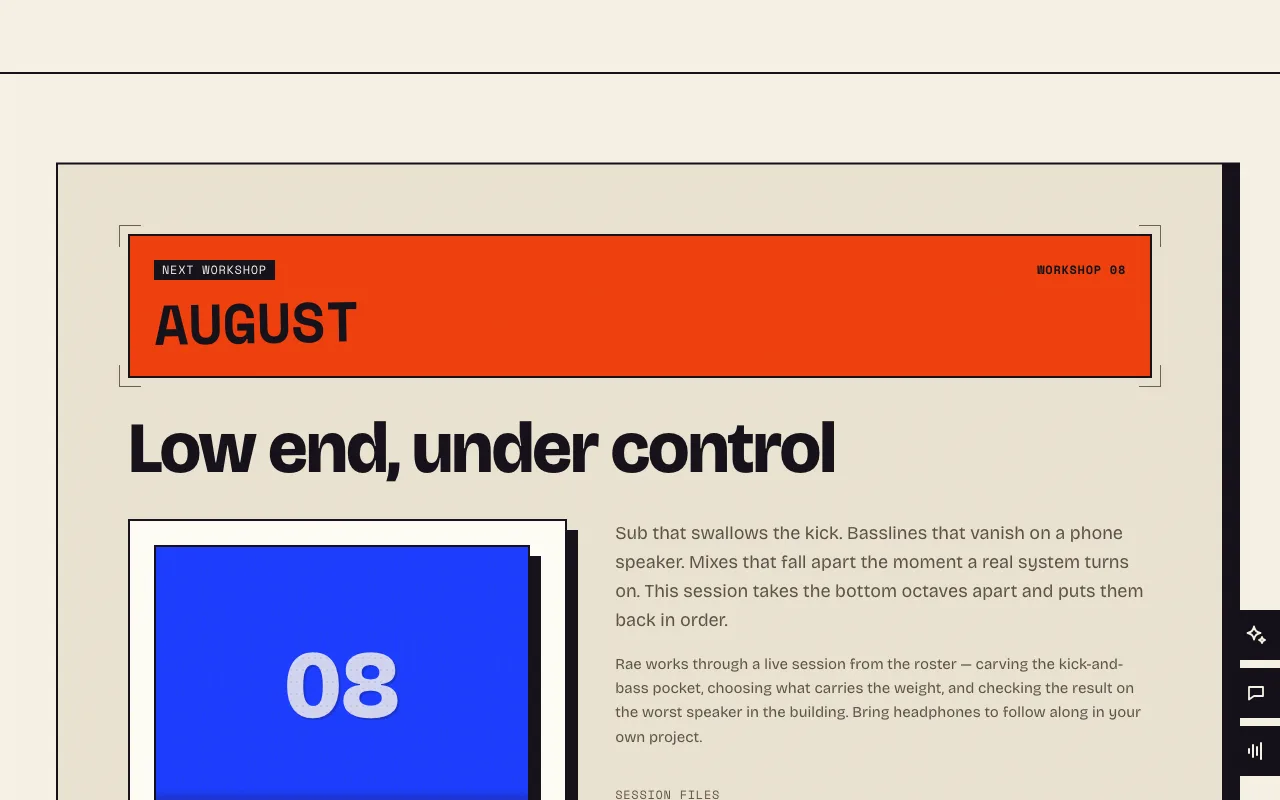 NEXT WORKSHOP
WORKSHOP 08
AUGUST
Low end, under control
08
Sub that swallows the kick. Basslines that vanish on a phone
speaker. Mixes that fall apart the moment a real system turns
on. This session takes the bottom octaves apart and puts them
back in order.
Rae works through a live session from the roster — carving the kick-and-
bass pocket, choosing what carries the weight, and checking the result on
the worst speaker in the building. Bring headphones to follow along in your
own project.
SESSION FILES